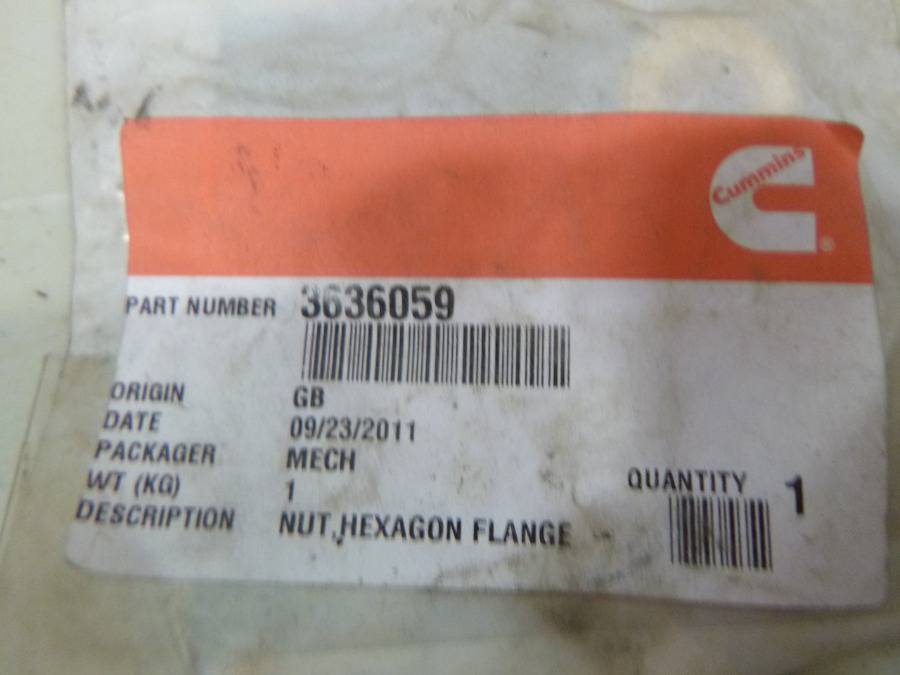 Cummins
®
PART NUMBER 3636059
ORIGIN GB
DATE 09/23/2011
PACKAGER MECH
WT (KG) 1
QUANTITY 1
DESCRIPTION NUT,HEXAGON FLANGE